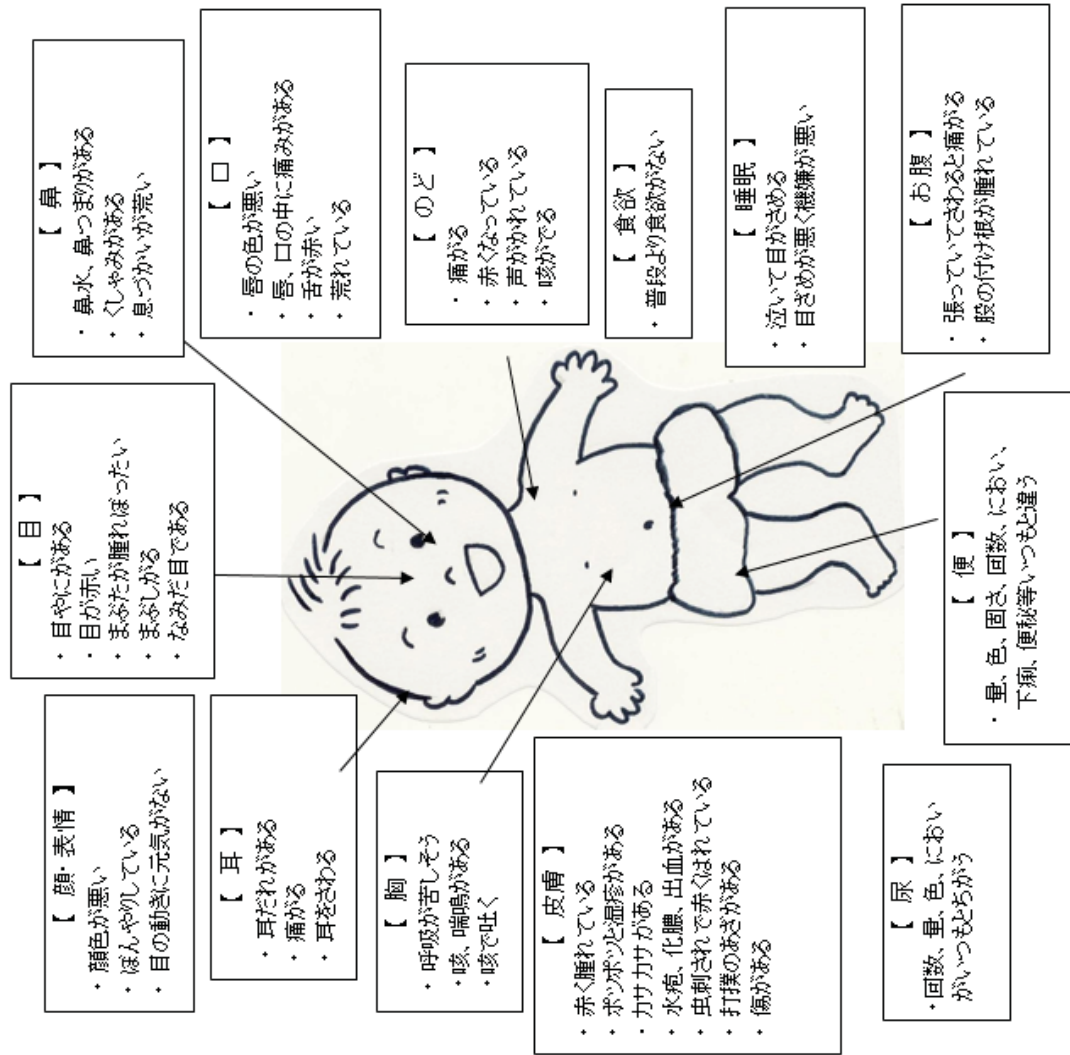 【 顔・表情 】
・ 顔色が悪い
・ ぼんやりしている
・ 目の動きに元気がない
【 目 】
・ 目やにがある
・ 目が赤い
・ まぶたが腫れぼったい
・ まぶしがる
・ なみだ目である
【 鼻 】
・ 鼻水、鼻づまりがある
・ くしゃみがある
・ 息づかいが荒い
【 耳 】
・ 耳だれがある
・ 痛がる
・ 耳をさわる
【 口 】
・ 唇の色が悪い
・ 唇、口の中に痛みがある
・ 舌が赤い
・ 荒れている
【 胸 】
・ 呼吸が苦しそう
・ 咳、喘鳴がある
・ 咳で吐く
【 のど 】
・ 痛がる
・ 赤くなっている
・ 声がかれている
・ 咳がでる
【 皮膚 】
・ 赤く腫れている
・ ポツポツと湿疹がある
・ カサカサがある
・ 水疱、化膿、出血がある
・ 虫刺されで赤くはれている
・ 打撲のあざがある
・ 傷がある
【 食欲 】
・ 普段より食欲がない
【 睡眠 】
・ 泣いて目がさめる
・ 目ざめが悪く機嫌が悪い
【 尿 】
・回数、量、色、におい
がいつもとちがう
【 便 】
・ 量、色、固さ、回数、におい、
下痢、便秘等いつもと違う
【 お腹 】
・ 張っていてさわると痛がる
・ 股の付け根が腫れている